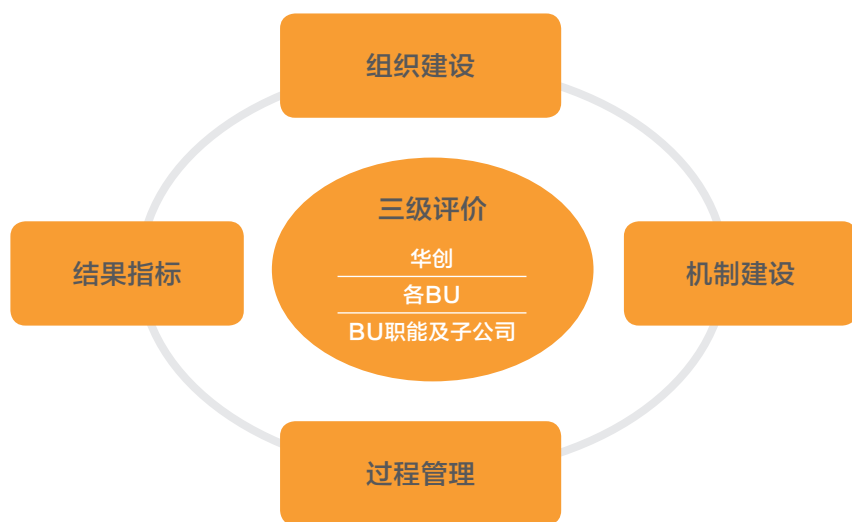 组织建设
三级评价
华创
各BU
BU职能及子公司
结果指标
机制建设
过程管理